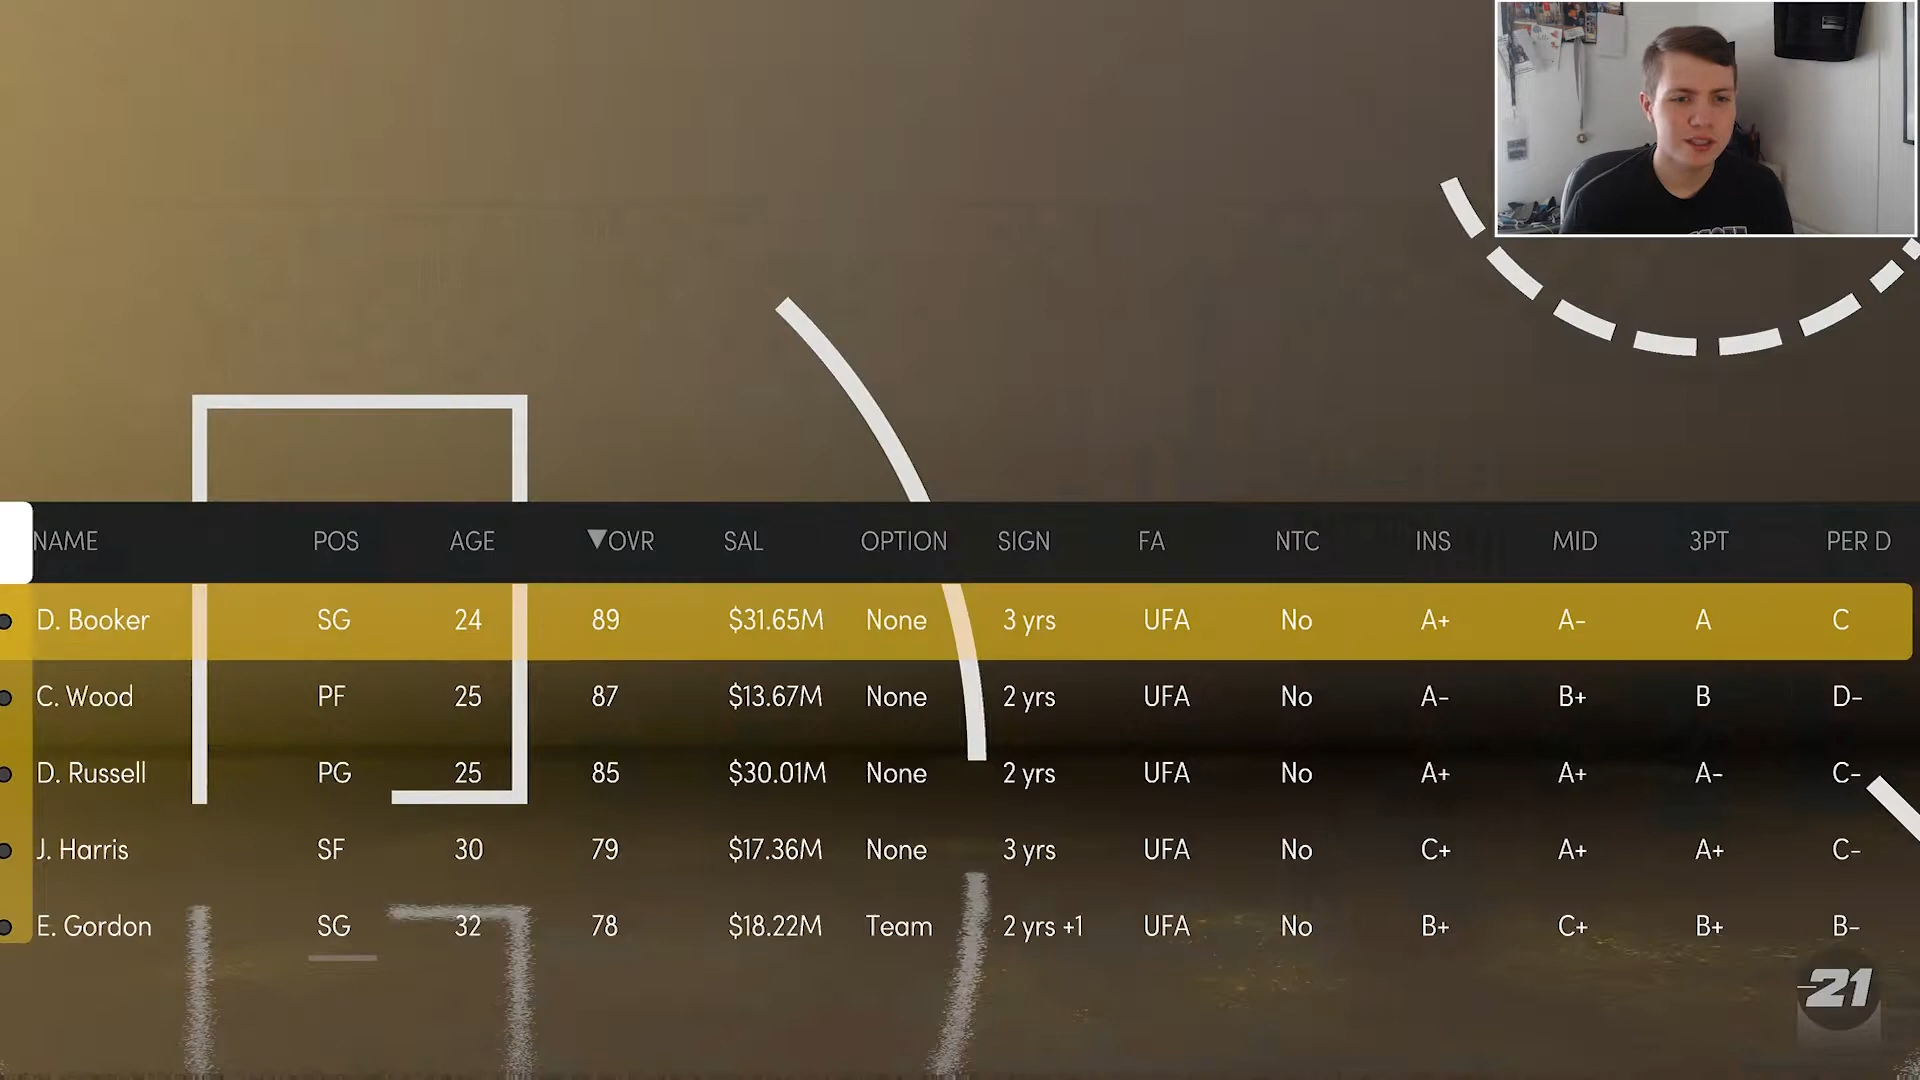 NAME POS AGE ▼OVR SAL OPTION SIGN FA NTC INS MID 3PT PER D
D. Booker SG 24 89 $31.65M None 3 yrs UFA No A+ A- A C
C. Wood PF 25 87 $13.67M None 2 yrs UFA No A- B+ B D-
D. Russell PG 25 85 $30.01M None 2 yrs UFA No A+ A+ A- C-
J. Harris SF 30 79 $17.36M None 3 yrs UFA No C+ A+ A+ C-
E. Gordon SG 32 78 $18.22M Team 2 yrs +1 UFA No B+ C+ B+ B-
21